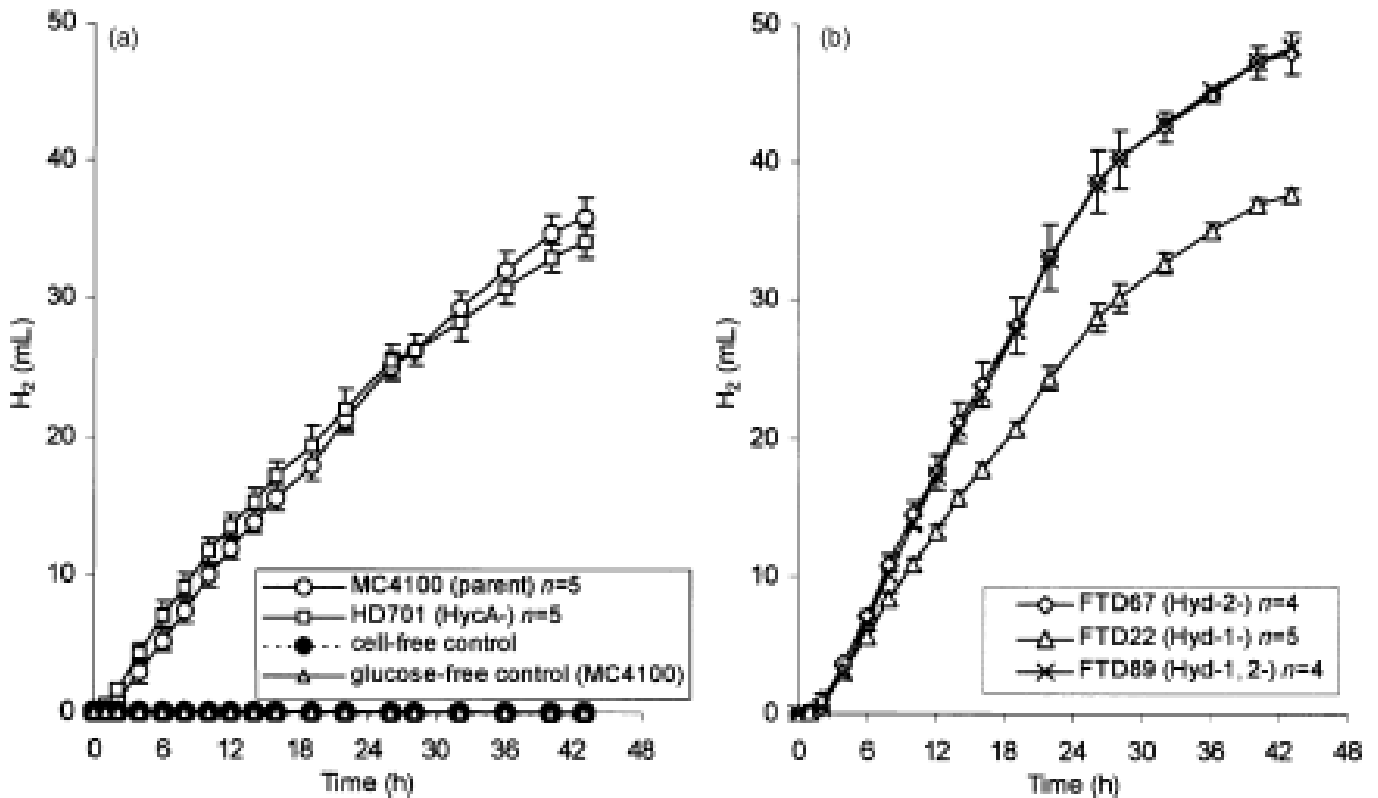 (a)
50
40
30
20
10
0
H2 (mL)
MC4100 (parent) n=5
HD701 (HycA-) n=5
cell-free control
glucose-free control (MC4100)
0 6 12 18 24 30 36 42 48
Time (h)
(b)
50
40
30
20
10
0
H2 (mL)
FTD67 (Hyd-2-) n=4
FTD22 (Hyd-1-) n=5
FTD89 (Hyd-1, 2-) n=4
0 6 12 18 24 30 36 42 48
Time (h)